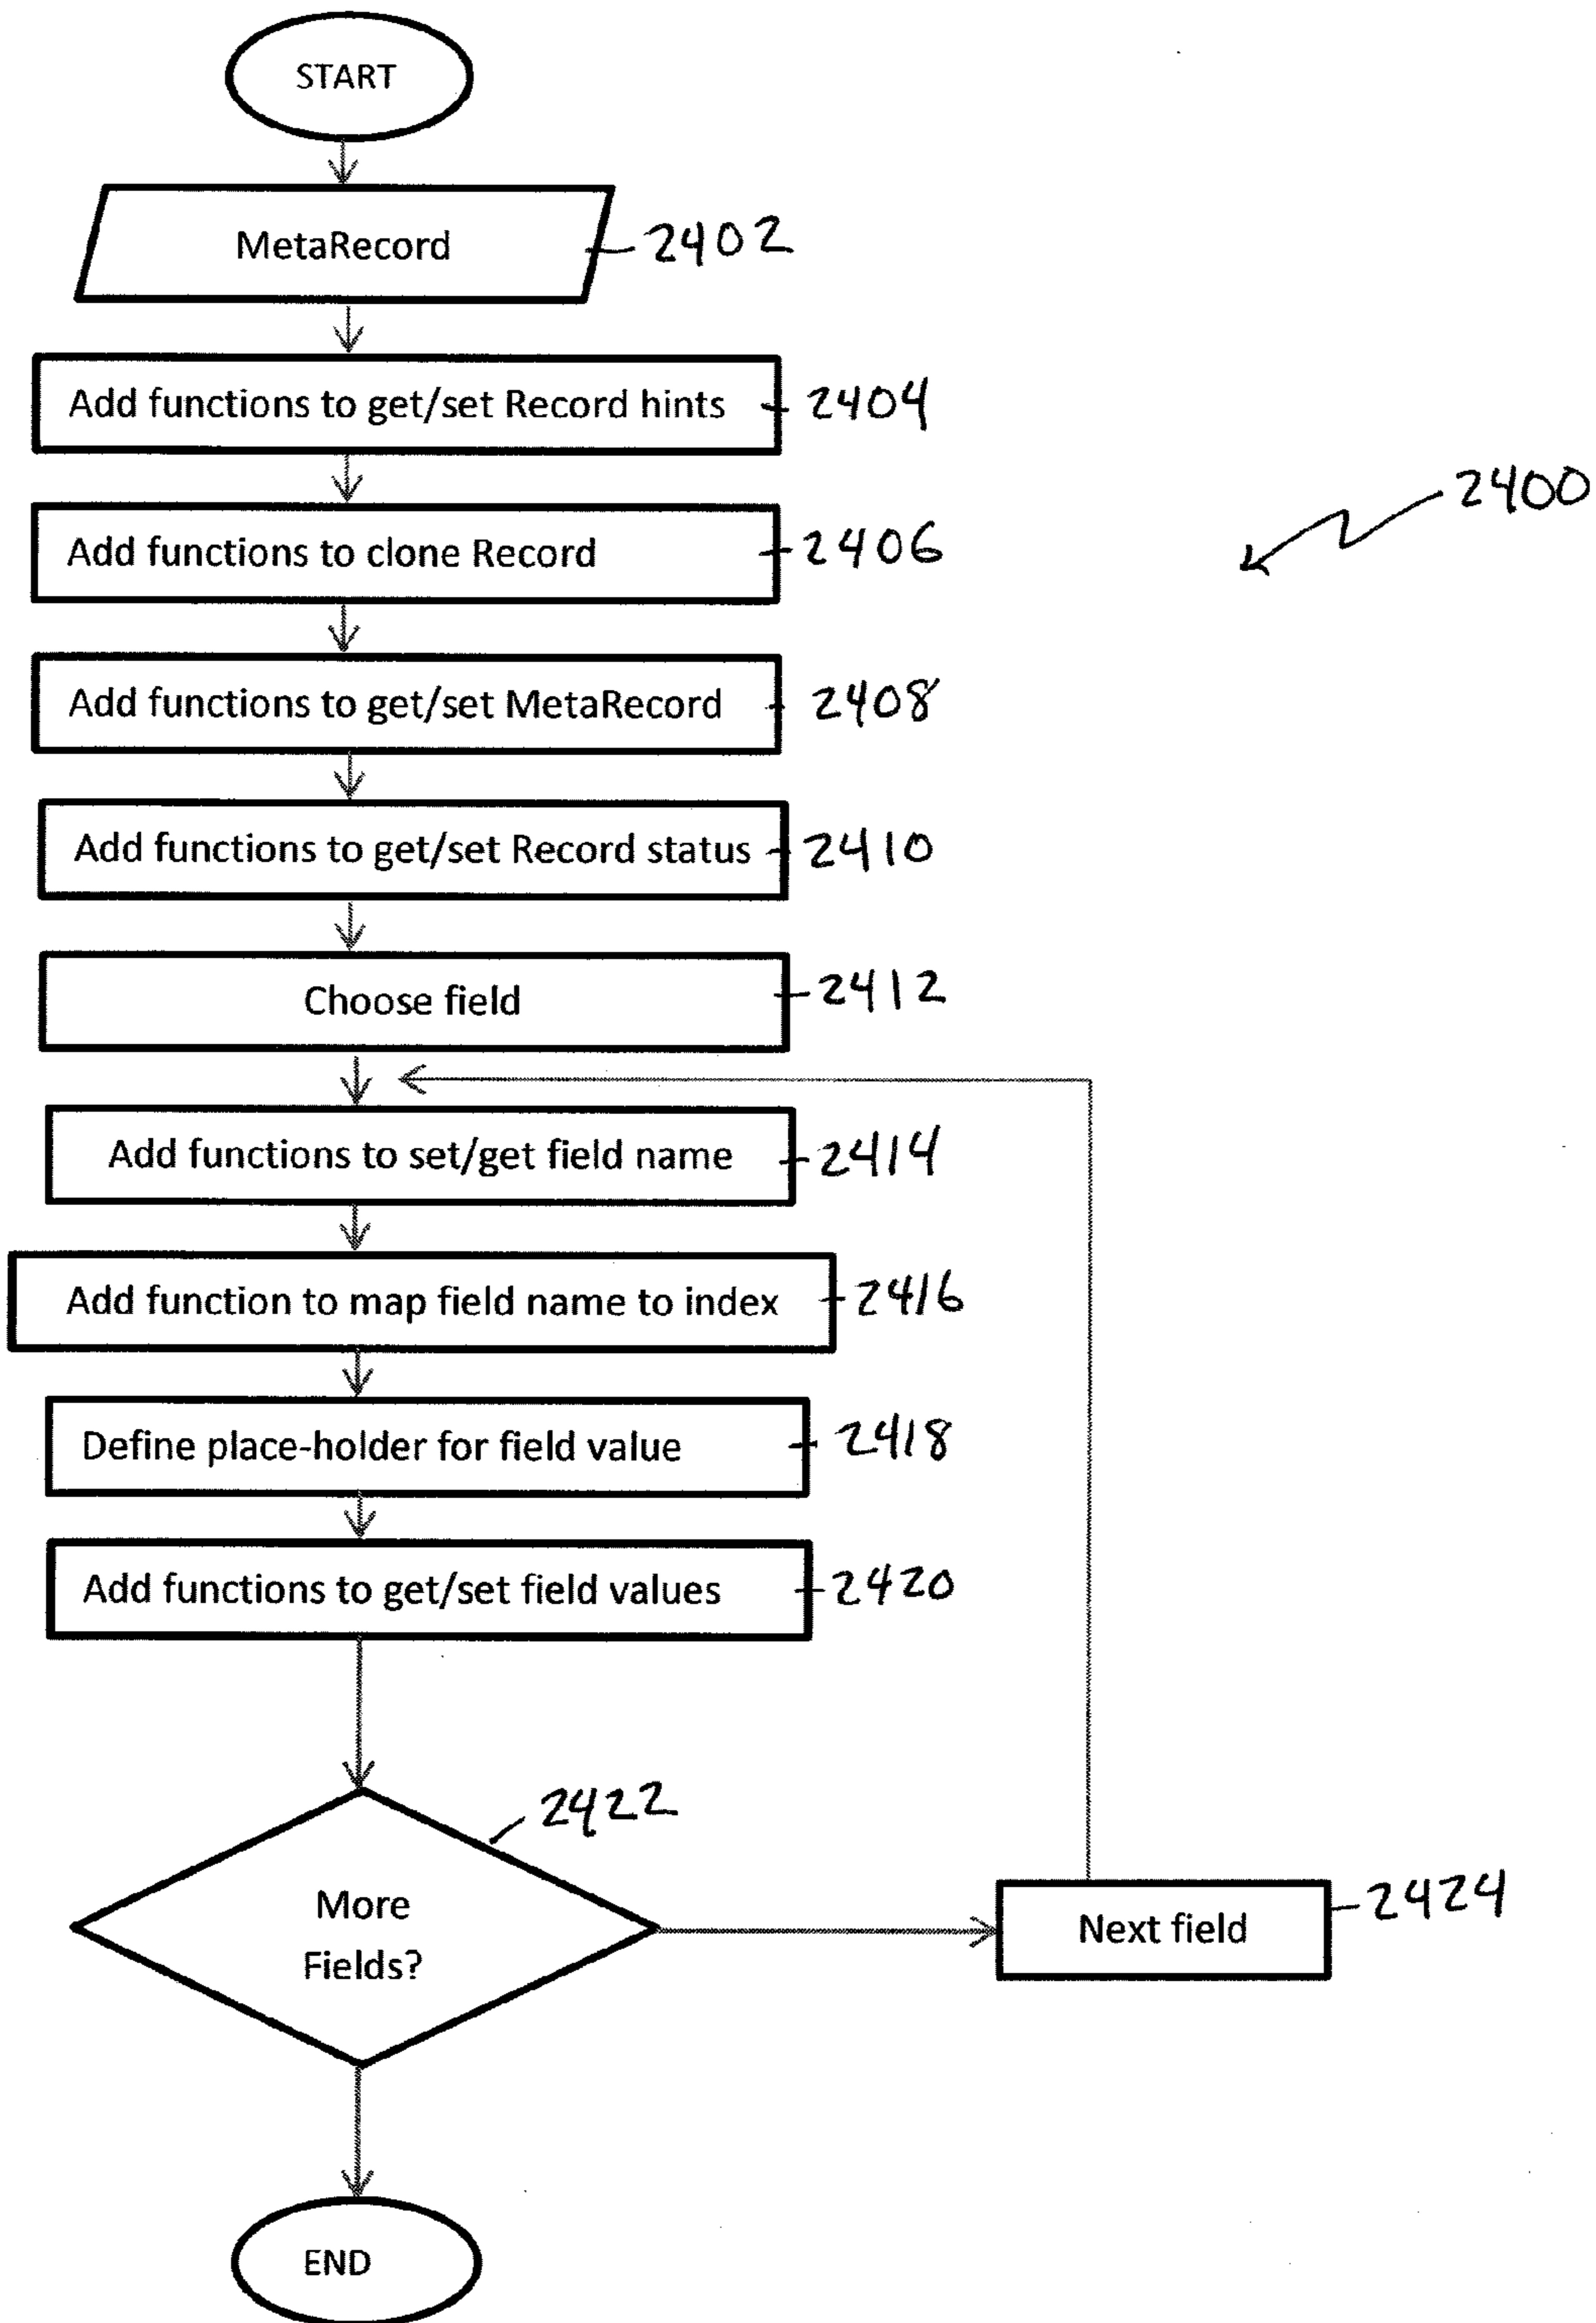 START
MetaRecord
2402
Add functions to get/set Record hints
2404
2400
Add functions to clone Record
2406
Add functions to get/set MetaRecord
2408
Add functions to get/set Record status
2410
Choose field
2412
Add functions to set/get field name
2414
Add function to map field name to index
2416
Define place-holder for field value
2418
Add functions to get/set field values
2420
2422
More
Fields?
Next field
2424
END